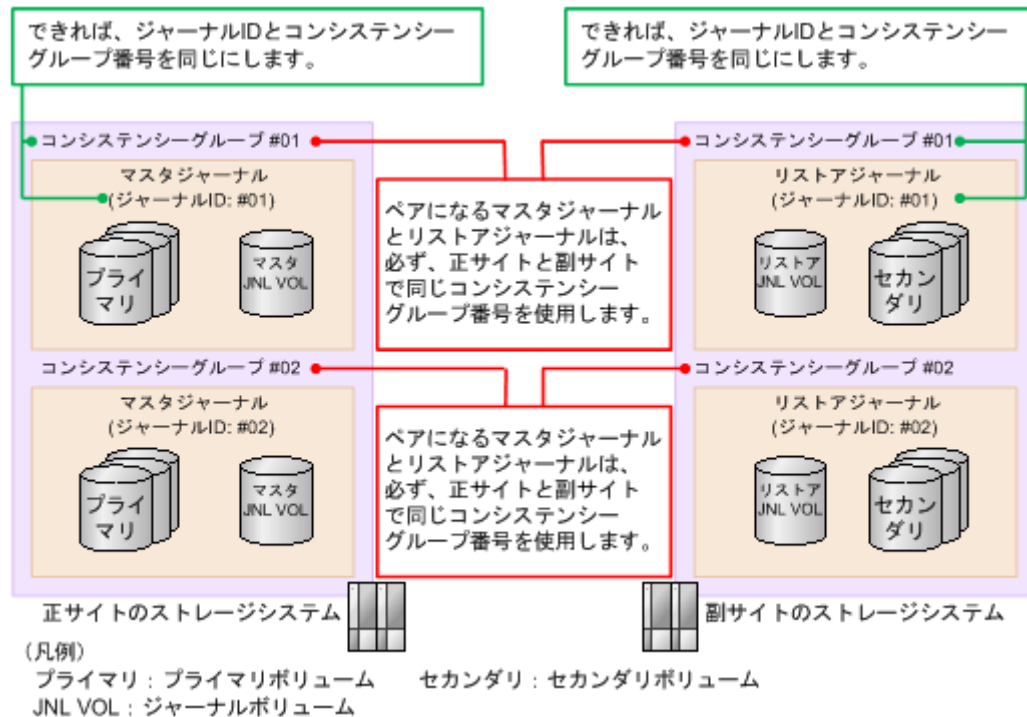 できれば、ジャーナルIDとコンシステンシー
グループ番号を同じにします。
できれば、ジャーナルIDとコンシステンシー
グループ番号を同じにします。
コンシステンシーグループ #01
マスタジャーナル
(ジャーナルID: #01)
プライ
マリ
マスタ
JNL VOL
ペアになるマスタジャーナル
とリストアジャーナルは、
必ず、正サイトと副サイト
で同じコンシステンシー
グループ番号を使用します。
コンシステンシーグループ #01
リストアジャーナル
(ジャーナルID: #01)
リストア
JNL VOL
セカン
ダリ
コンシステンシーグループ #02
マスタジャーナル
(ジャーナルID: #02)
プライ
マリ
マスタ
JNL VOL
ペアになるマスタジャーナル
とリストアジャーナルは、
必ず、正サイトと副サイト
で同じコンシステンシー
グループ番号を使用します。
コンシステンシーグループ #02
リストアジャーナル
(ジャーナルID: #02)
リストア
JNL VOL
セカン
ダリ
正サイトのストレージシステム
副サイトのストレージシステム
(凡例)
プライマリ：プライマリボリューム　　セカンダリ：セカンダリボリューム
JNL VOL：ジャーナルボリューム